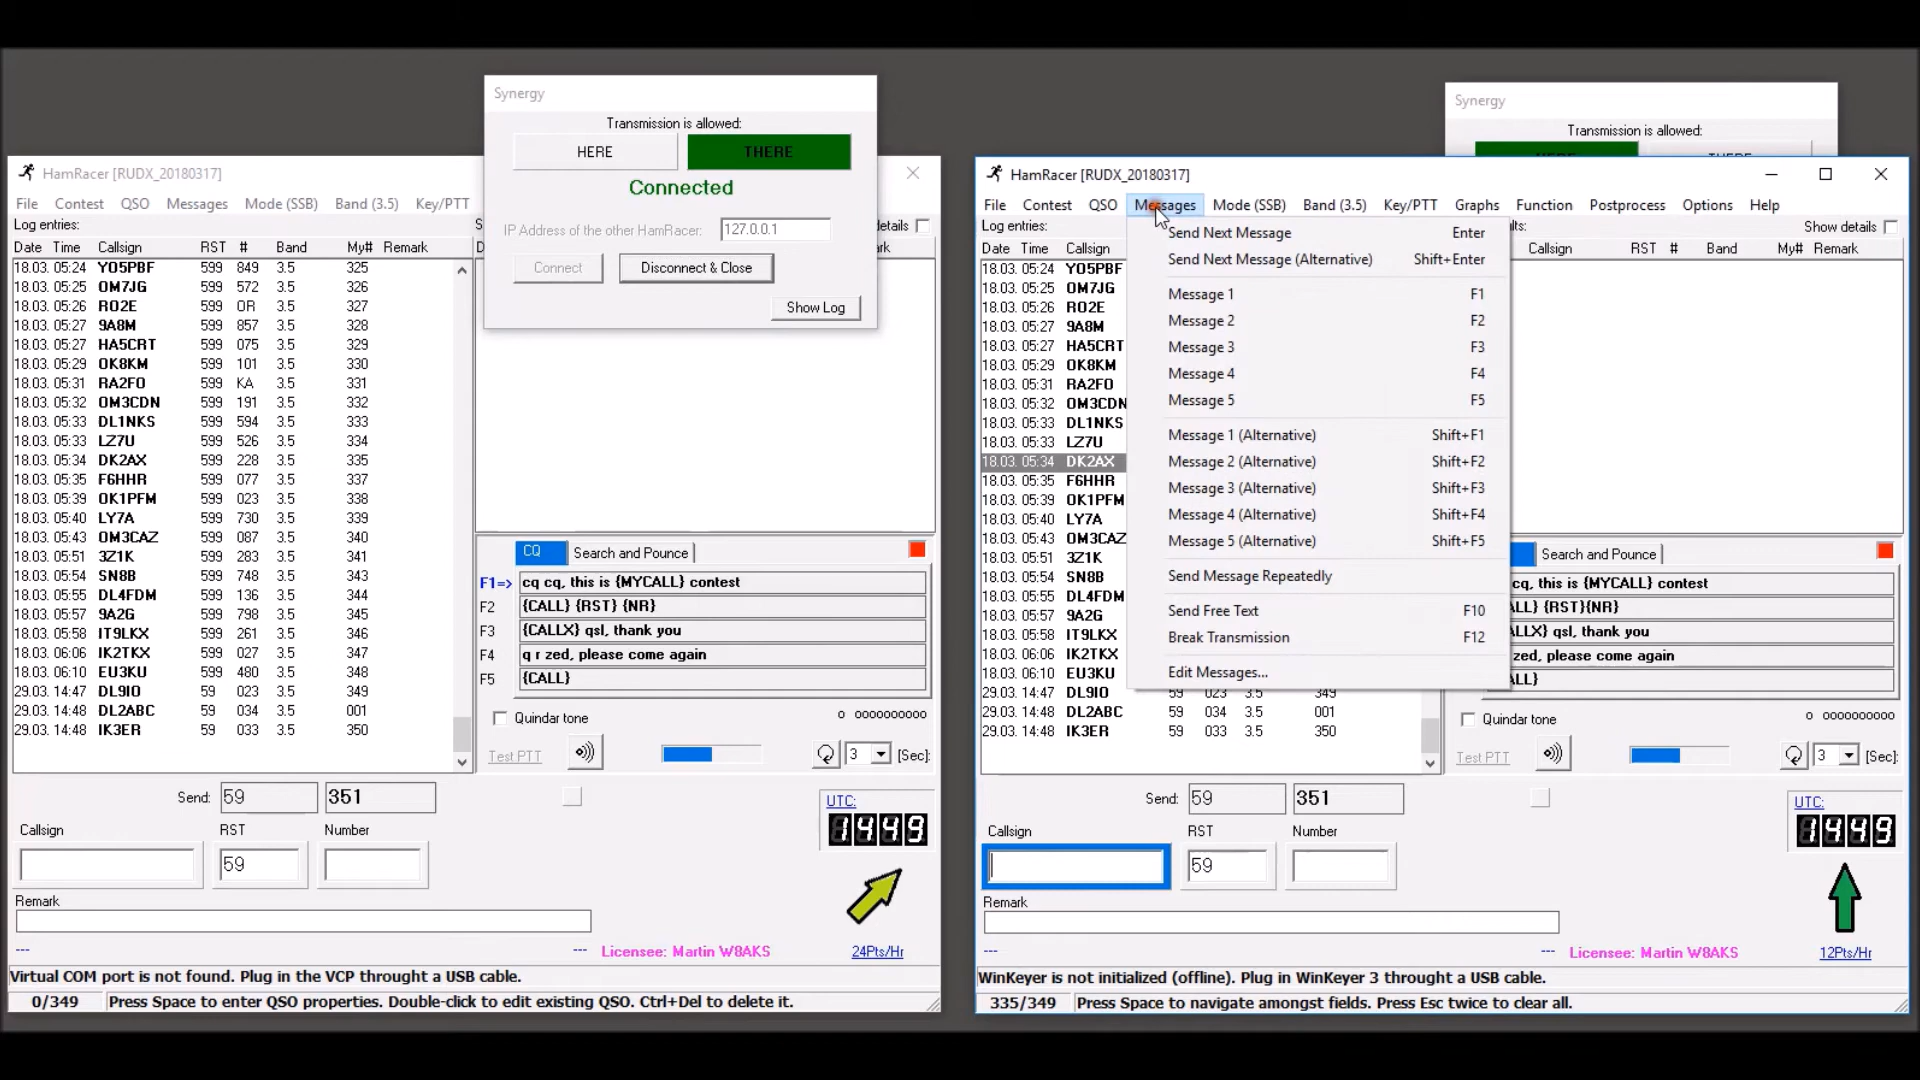 Synergy
Transmission is allowed:
HERE
THERE
Connected
IP Address of the other HamRacer:
127.0.0.1
Connect
Disconnect & Close
Show Log
HamRacer [RUDX_20180317]
File Contest QSO Messages Mode (SSB) Band (3.5) Key/PTT
Log entries:
Date Time Callsign RST # Band My# Remark
18.03. 05:24 YO5PBF 599 849 3.5 325
18.03. 05:25 OM7JG 599 572 3.5 326
18.03. 05:26 RO2E 599 OR 3.5 327
18.03. 05:27 9A8M 599 857 3.5 328
18.03. 05:27 HA5CRT 599 075 3.5 329
18.03. 05:29 OK8KM 599 101 3.5 330
18.03. 05:31 RA2FO 599 KA 3.5 331
18.03. 05:32 OM3CDN 599 191 3.5 332
18.03. 05:33 DL1NKS 599 594 3.5 333
18.03. 05:33 LZ7U 599 526 3.5 334
18.03. 05:34 DK2AX 599 228 3.5 335
18.03. 05:35 F6HHR 599 077 3.5 337
18.03. 05:39 OK1PFM 599 023 3.5 338
18.03. 05:40 LY7A 599 730 3.5 339
18.03. 05:43 OM3CAZ 599 087 3.5 340
18.03. 05:51 3Z1K 599 283 3.5 341
18.03. 05:54 SN8B 599 748 3.5 343
18.03. 05:55 DL4FDM 599 136 3.5 344
18.03. 05:57 9A2G 599 798 3.5 345
18.03. 05:58 IT9LKX 599 261 3.5 346
18.03. 06:06 IK2TKX 599 027 3.5 347
18.03. 06:10 EU3KU 599 480 3.5 348
29.03. 14:47 DL9IO 59 023 3.5 349
29.03. 14:48 DL2ABC 59 034 3.5 001
29.03. 14:48 IK3ER 59 033 3.5 350
CQ
Search and Pounce
F1=> cq cq, this is {MYCALL} contest
F2 {CALL} {RST} {NR}
F3 {CALLX} qsl, thank you
F4 q r zed, please come again
F5 {CALL}
Quindar tone
0 0000000000
Test PTT
3 [Sec]:
Send: 59 351
UTC:
1449
Callsign RST Number
59
Remark
--- --- Licensee: Martin W8AKS 24Pts/Hr
Virtual COM port is not found. Plug in the VCP throught a USB cable.
0/349 Press Space to enter QSO properties. Double-click to edit existing QSO. Ctrl+Del to delete it.
Synergy
Transmission is allowed:
HamRacer [RUDX_20180317]
File Contest QSO Messages Mode (SSB) Band (3.5) Key/PTT Graphs Function Postprocess Options Help
Log entries:
Show details
Date Time Callsign
Callsign RST # Band My# Remark
18.03. 05:24 YO5PBF
18.03. 05:25 OM7JG
18.03. 05:26 RO2E
18.03. 05:27 9A8M
18.03. 05:27 HA5CRT
18.03. 05:29 OK8KM
18.03. 05:31 RA2FO
18.03. 05:32 OM3CDN
18.03. 05:33 DL1NKS
18.03. 05:33 LZ7U
18.03. 05:34 DK2AX
18.03. 05:35 F6HHR
18.03. 05:39 OK1PFM
18.03. 05:40 LY7A
18.03. 05:43 OM3CAZ
18.03. 05:51 3Z1K
18.03. 05:54 SN8B
18.03. 05:55 DL4FDM
18.03. 05:57 9A2G
18.03. 05:58 IT9LKX
18.03. 06:06 IK2TKX
18.03. 06:10 EU3KU
29.03. 14:47 DL9IO 59 023 3.5 349
29.03. 14:48 DL2ABC 59 034 3.5 001
29.03. 14:48 IK3ER 59 033 3.5 350
Send Next Message Enter
Send Next Message (Alternative) Shift+Enter
Message 1 F1
Message 2 F2
Message 3 F3
Message 4 F4
Message 5 F5
Message 1 (Alternative) Shift+F1
Message 2 (Alternative) Shift+F2
Message 3 (Alternative) Shift+F3
Message 4 (Alternative) Shift+F4
Message 5 (Alternative) Shift+F5
Send Message Repeatedly
Send Free Text F10
Break Transmission F12
Edit Messages...
Search and Pounce
cq, this is {MYCALL} contest
{RST} {NR}
qsl, thank you
zed, please come again
Quindar tone
0 0000000000
Test PTT
3 [Sec]:
Send: 59 351
UTC:
1449
Callsign RST Number
59
Remark
--- --- Licensee: Martin W8AKS 12Pts/Hr
WinKeyer is not initialized (offline). Plug in WinKeyer 3 throught a USB cable.
335/349 Press Space to navigate amongst fields. Press Esc twice to clear all.